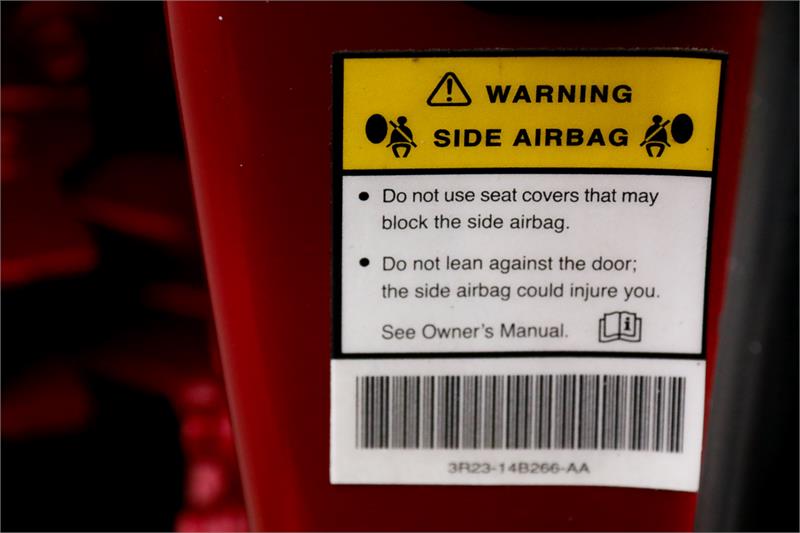 WARNING
SIDE AIRBAG
• Do not use seat covers that may
block the side airbag.
• Do not lean against the door;
the side airbag could injure you.
See Owner's Manual.
3R23-14B266-AA